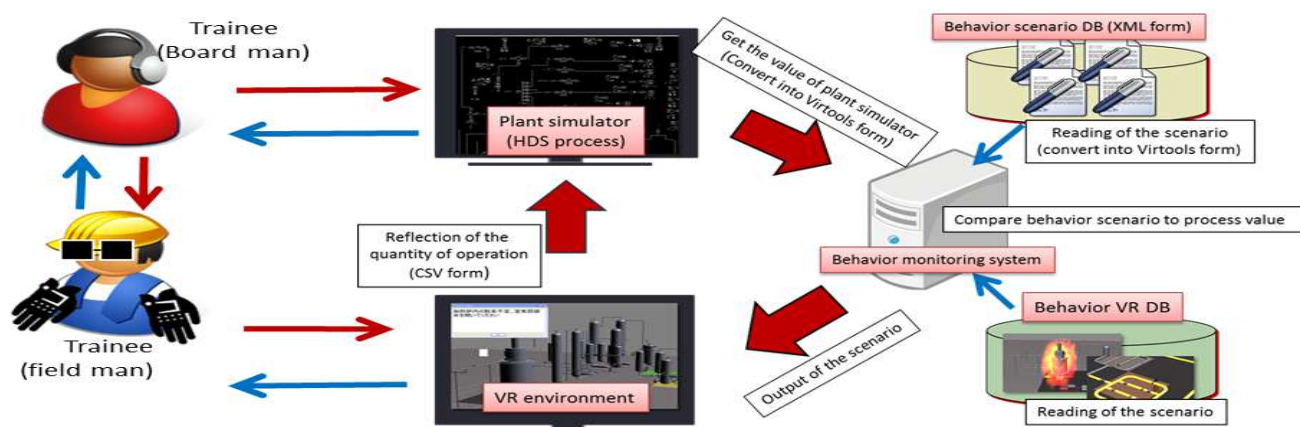 Trainee
(Board man)
Plant simulator
(HDS process)
Get the value of plant simulator
(Convert into Virtools form)
Behavior scenario DB (XML form)
Reading of the scenario
(convert into Virtools form)
Compare behavior scenario to process value
Behavior monitoring system
Reflection of the
quantity of operation
(CSV form)
Trainee
(field man)
VR environment
Output of the scenario
Behavior VR DB
Reading of the scenario